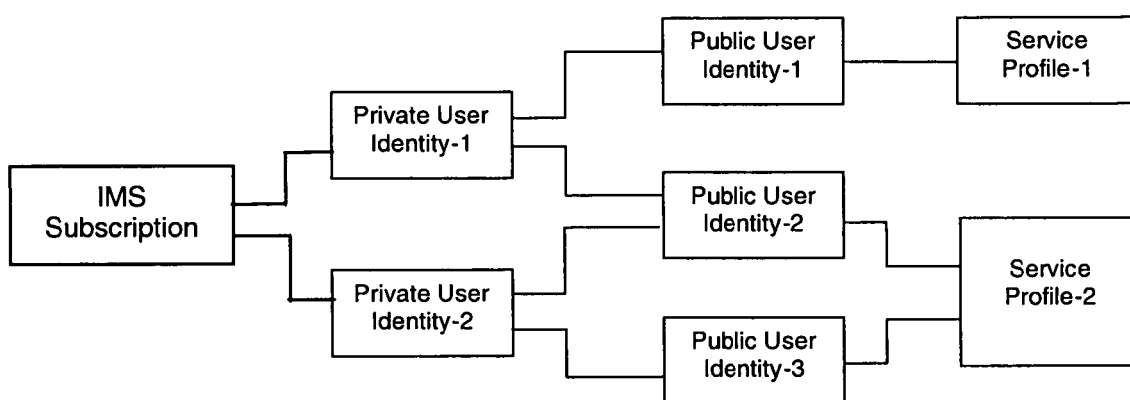 IMS
Subscription
Private User
Identity-1
Private User
Identity-2
Public User
Identity-1
Public User
Identity-2
Public User
Identity-3
Service
Profile-1
Service
Profile-2